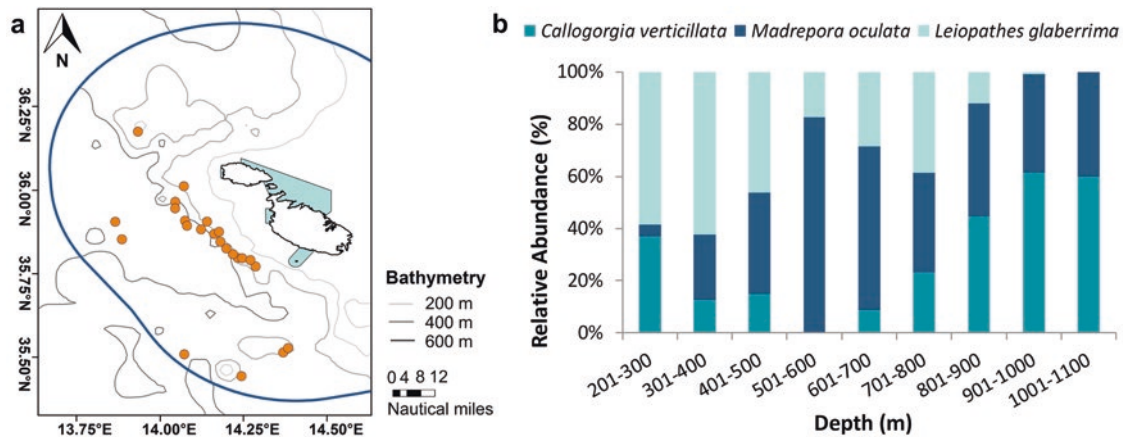 a
N
36.25°N
36.00°N
35.75°N
35.50°N
13.75°E 14.00°E 14.25°E 14.50°E
Bathymetry
200 m
400 m
600 m
0 4 8 12
Nautical miles
b
Callogorgia verticillata Madrepora oculata Leiopathes glaberrima
Relative Abundance (%)
100%
80%
60%
40%
20%
0%
201-300 301-400 401-500 501-600 601-700 701-800 801-900 901-1000 1001-1100
Depth (m)